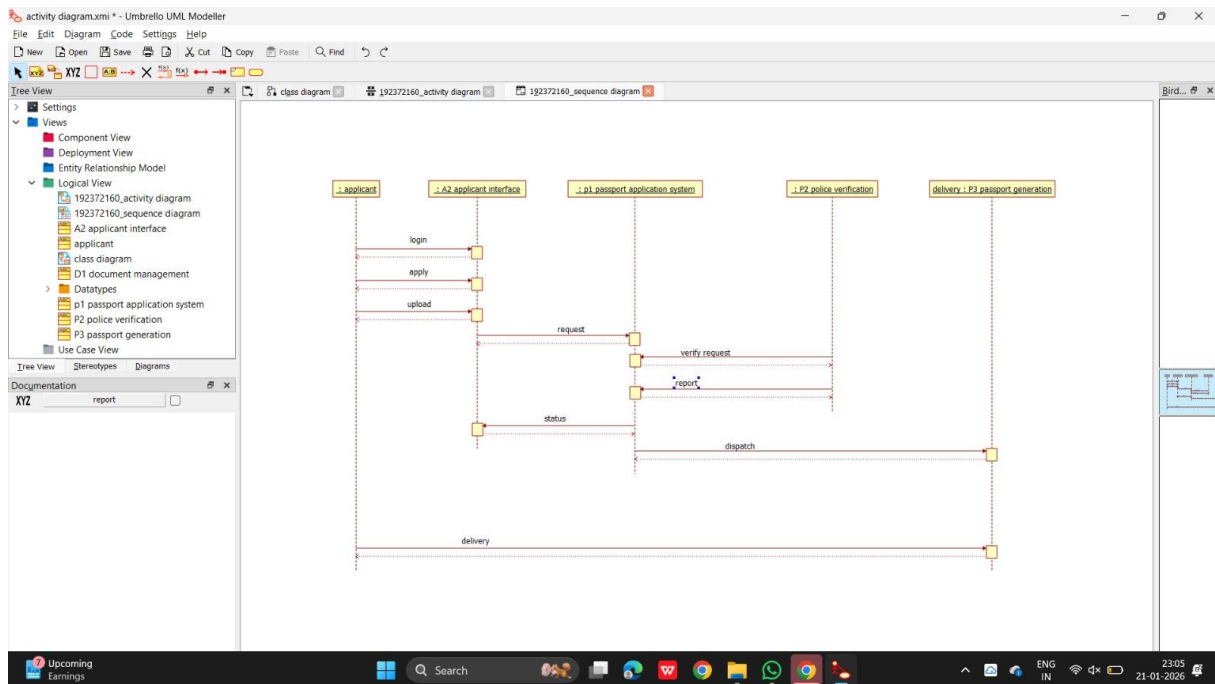 activity diagram.xmi * - Umbrello UML Modeller
File Edit Diagram Code Settings Help
New Open Save Cut Copy Paste Find
XYZ XYZ A:B f(x) f(x)
Tree View
class diagram 192372160_activity diagram 192372160_sequence diagram
Bird...
Settings
Views
Component View
Deployment View
Entity Relationship Model
Logical View
192372160_activity diagram
192372160_sequence diagram
A2 applicant interface
applicant
class diagram
D1 document management
Datatypes
p1 passport application system
P2 police verification
P3 passport generation
Use Case View
Tree View Stereotypes Diagrams
Documentation
XYZ report
: applicant : A2 applicant interface : p1 passport application system : P2 police verification delivery : P3 passport generation
login
apply
upload
request
verify request
report
status
dispatch
delivery
7 Upcoming
Earnings
Search
W
ENG
IN
23:05
21-01-2026